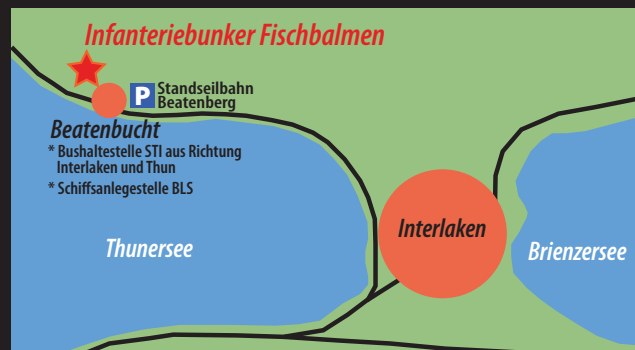 Infanteriebunker Fischbalmen
P
Standseilbahn
Beatenberg
Beatenbucht
* Bushaltestelle STI aus Richtung
Interlaken und Thun
* Schiffsanlegestelle BLS
Thunersee
Interlaken
Brienzersee